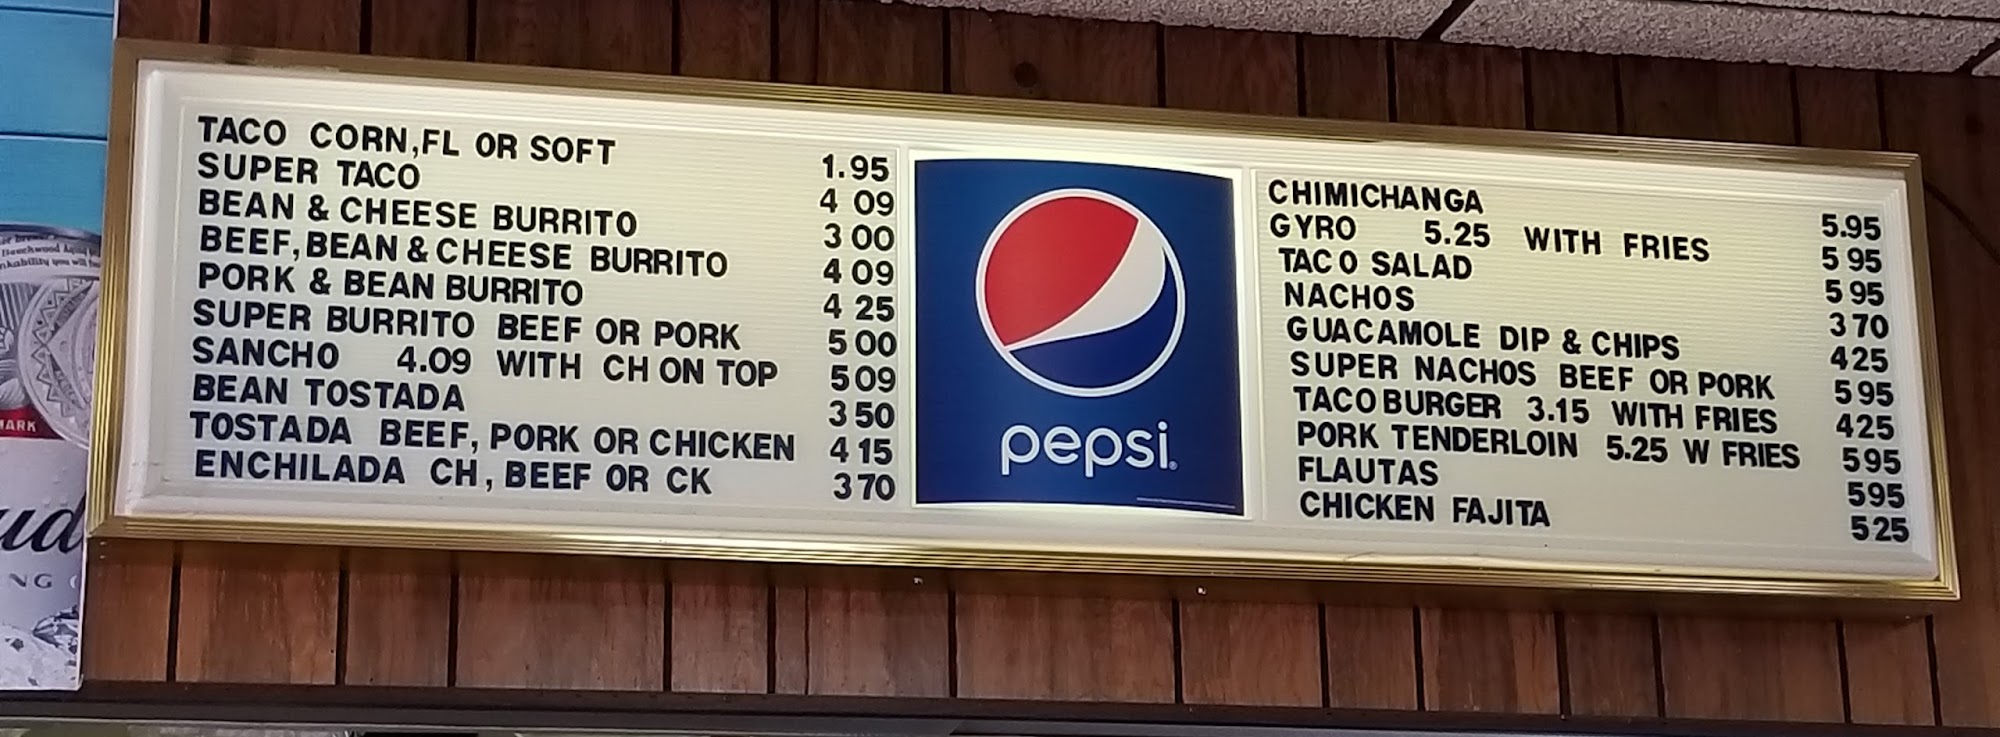 TACO CORN,FL OR SOFT 1.95
SUPER TACO 4 09
BEAN & CHEESE BURRITO 3 00
BEEF, BEAN & CHEESE BURRITO 4 09
PORK & BEAN BURRITO 4 25
SUPER BURRITO BEEF OR PORK 5 00
SANCHO 4.09 WITH CH ON TOP 5 09
BEAN TOSTADA 3 50
TOSTADA BEEF, PORK OR CHICKEN 4 15
ENCHILADA CH, BEEF OR CK 3 70
pepsi
CHIMICHANGA 5.95
GYRO 5.25 WITH FRIES 5 95
TACO SALAD 5 95
NACHOS 3 70
GUACAMOLE DIP & CHIPS 4 25
SUPER NACHOS BEEF OR PORK 5 95
TACO BURGER 3.15 WITH FRIES 4 25
PORK TENDERLOIN 5.25 W FRIES 5 95
FLAUTAS 5 95
CHICKEN FAJITA 5 25